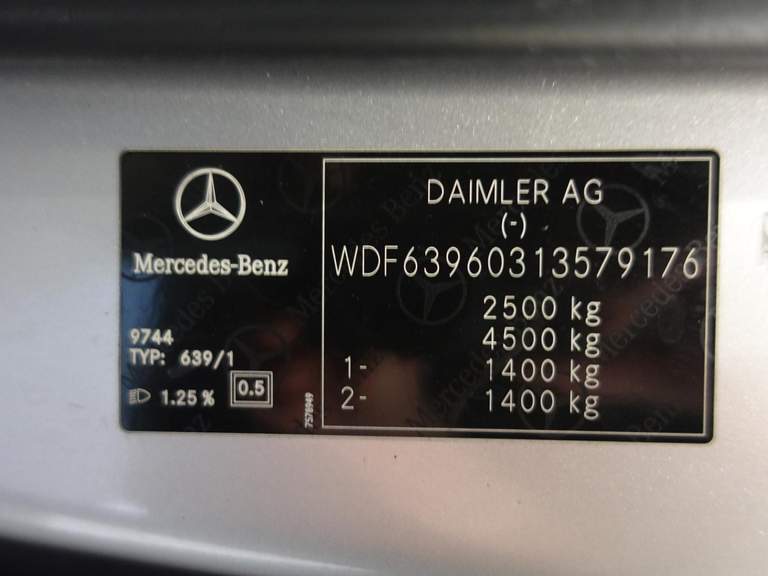 Mercedes-Benz
9744
TYP: 639/1
1.25 %
0.5
7578949
DAIMLER AG
(-)
WDF63960313579176
2500 kg
4500 kg
1- 1400 kg
2- 1400 kg